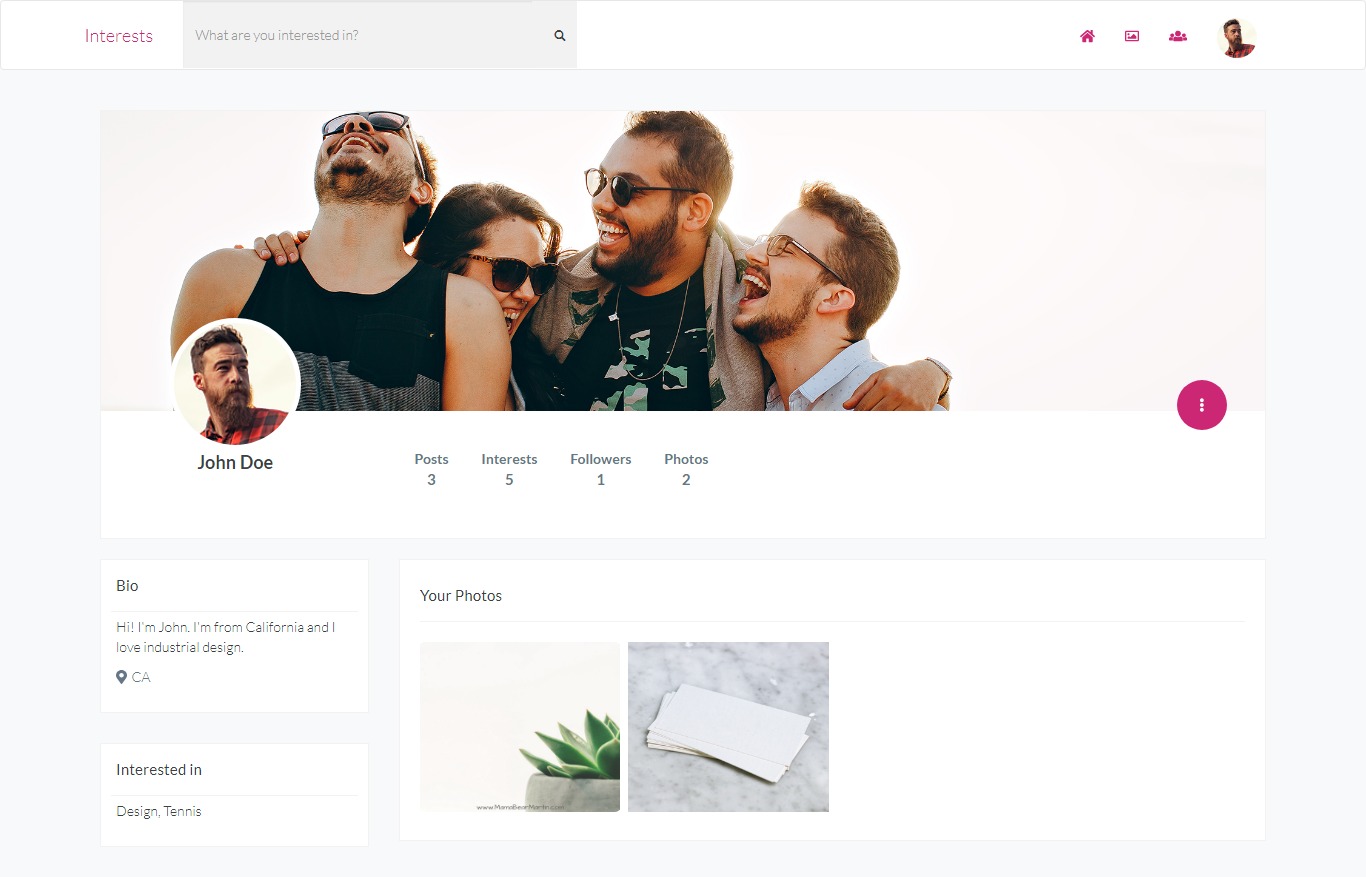 Interests
What are you interested in?
John Doe
Posts Interests Followers Photos
3 5 1 2
Bio
Hi! I'm John. I'm from California and I
love industrial design.
CA
Interested in
Design, Tennis
Your Photos
www.MamaBearMartin.com